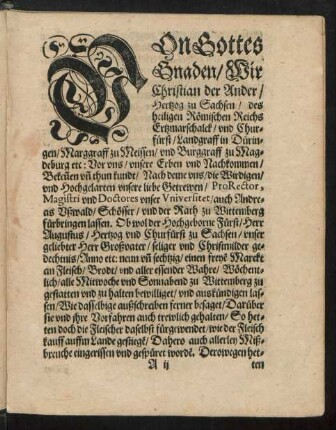 VOn Gottes
Gnaden / Wir
Christian der Ander /
Hertzog zu Sachsen / des
heiligen Römischen Reichs
Ertzmarschalck / vnd Chur-
fürst / Landgraff in Dürin-
gen / Marggraff zu Meissen / vnd Burggraff zu Mag-
deburg etc: Vor vns / vnsere Erben vnd Nachkommen /
Bekeñen vñ thun kundt / Nach deme vns / die Wirdigen /
vnd Hochgelarten vnsere liebe Getrewen / ProRector,
Magistri vnd Doctores vnser Vniversitet / auch Andre-
as Schösser / vnd der Rath zu Wittemberg
fürbringen lassen. Ob wol der Hochgeborne Fürst / Herr
Augustus / Hertzog vnd Churfürst zu Sachsen / vnser
geliebter Herr Großvater / seliger vnd Christmilder ge-
dechtnis / Anno etc: neun vñ sechtzig / einen freyē Marckt
an Fleisch / Brodt / vnd aller essender Wahre / Wöchent-
lich / alle Mitwoche vnd Sonnabend zu Wittemberg zu
gestatten vnd zu halten bewilliget / vnd auskündigen las-
sen / Wie dasselbige außschreiben ferner besaget / Darüber
sie vnd ihre Vorfahren auch trewlich gehalten / So het-
ten doch die Fleischer daselbst fürgewendet / wie der Fleisch
kauff auffm Lande gestiegē / Dahero auch allerley Miß-
breuche eingerissen vnd gespüret wordē. Derowegen het-
A ij ten